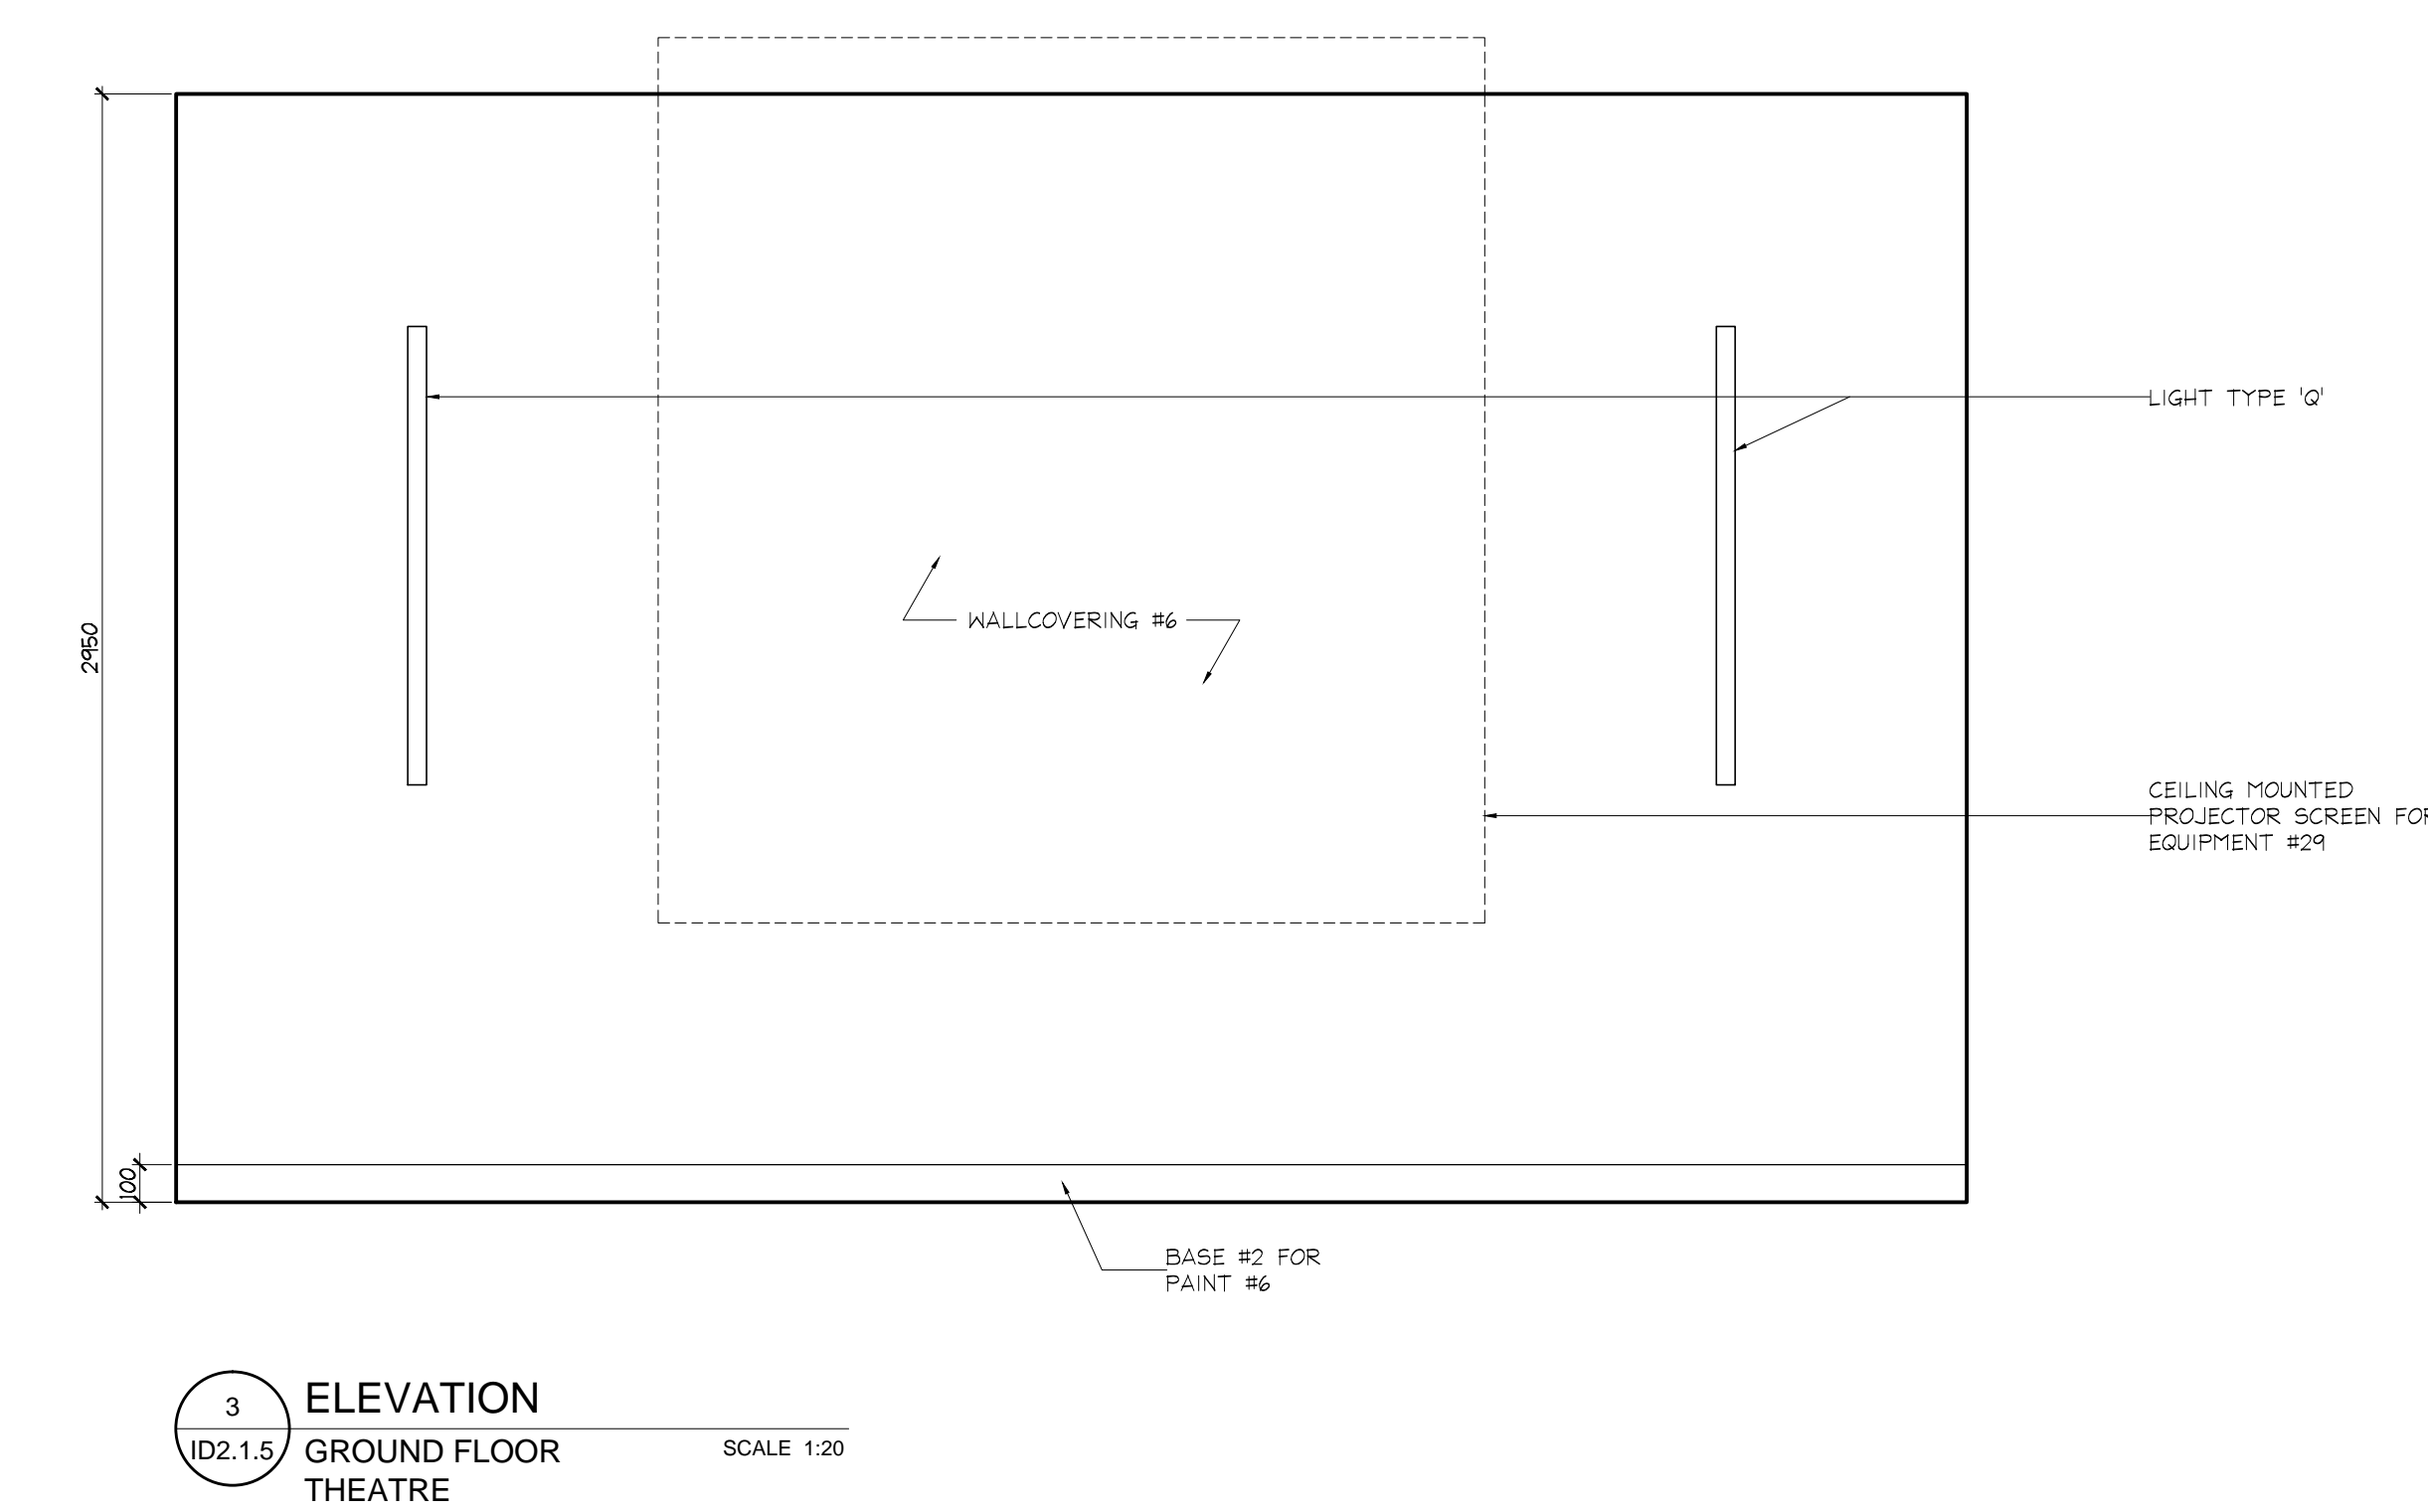 LIGHT TYPE 'Q'
WALLCOVERING #6
2950
CEILING MOUNTED
PROJECTOR SCREEN FOR
EQUIPMENT #29
100
BASE #2 FOR
PAINT #6
3
ELEVATION
ID2.1.5
GROUND FLOOR
SCALE 1:20
THEATRE